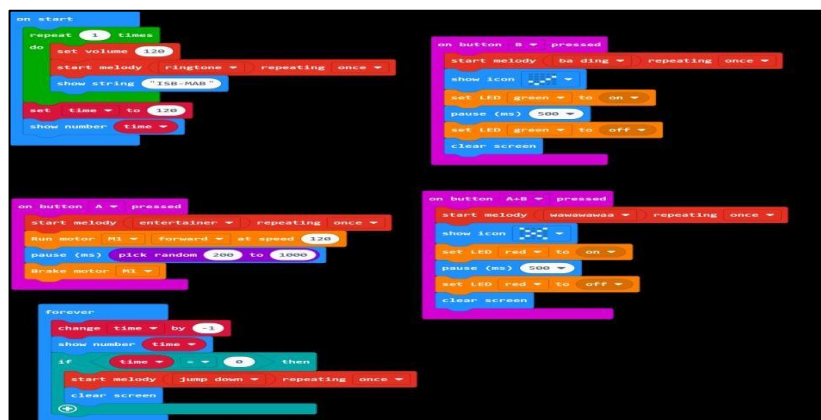 on start
repeat 1 times
do set volume 120
start melody ringtone repeating once
show string "ISB-MAB"
set time to 120
show number time
on button B pressed
start melody ba ding repeating once
show icon
set LED green to on
pause (ms) 500
set LED green to off
clear screen
on button A pressed
start melody entertainer repeating once
Run motor M1 forward at speed 120
pause (ms) pick random 200 to 1000
Brake motor M1
on button A+B pressed
start melody wawawawaa repeating once
show icon
set LED red to on
pause (ms) 500
set LED red to off
clear screen
forever
change time by -1
show number time
if time = 0 then
start melody jump down repeating once
clear screen